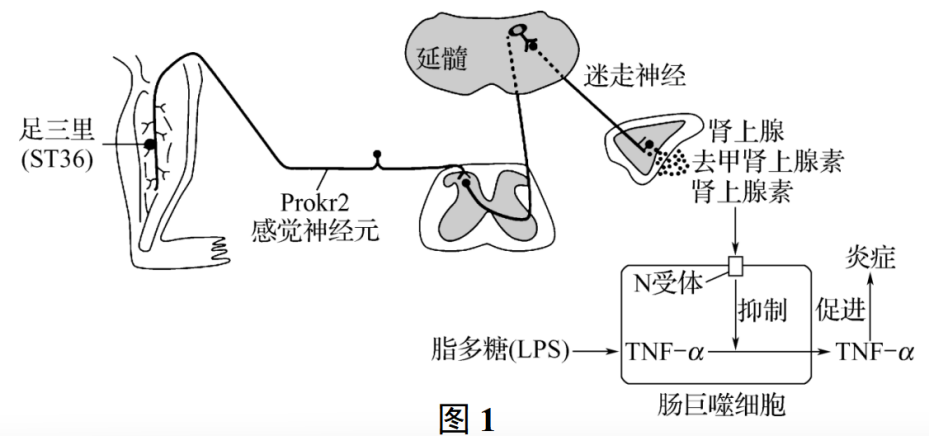 延髓
迷走神经
足三里
(ST36)
肾上腺
去甲肾上腺素
肾上腺素
Prokr2
感觉神经元
N受体
抑制
促进
炎症
脂多糖(LPS)
TNF-α
TNF-α
肠巨噬细胞
图 1